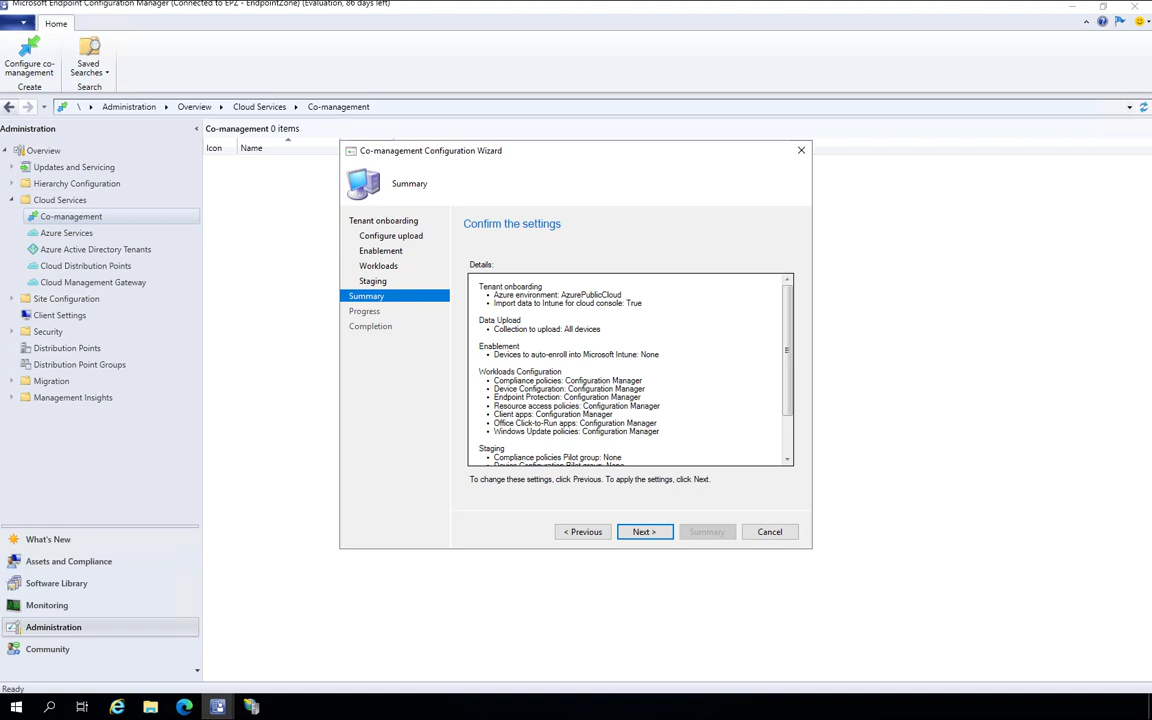 Microsoft Endpoint Configuration Manager (Connected to EPZ - EndpointZone) (Evaluation, 86 days left)
Home
Configure co-management
Saved Searches
Create
Search
\ Administration Overview Cloud Services Co-management
Administration
Overview
Updates and Servicing
Hierarchy Configuration
Cloud Services
Co-management
Azure Services
Azure Active Directory Tenants
Cloud Distribution Points
Cloud Management Gateway
Site Configuration
Client Settings
Security
Distribution Points
Distribution Point Groups
Migration
Management Insights
What's New
Assets and Compliance
Software Library
Monitoring
Administration
Community
Ready
Co-management 0 items
Icon Name
Co-management Configuration Wizard
Summary
Tenant onboarding
Configure upload
Enablement
Workloads
Staging
Summary
Progress
Completion
Confirm the settings
Details:
Tenant onboarding
• Azure environment: AzurePublicCloud
• Import data to Intune for cloud console: True
Data Upload
• Collection to upload: All devices
Enablement
• Devices to auto-enroll into Microsoft Intune: None
Workloads Configuration
• Compliance policies: Configuration Manager
• Device Configuration: Configuration Manager
• Endpoint Protection: Configuration Manager
• Resource access policies: Configuration Manager
• Client apps: Configuration Manager
• Office Click-to-Run apps: Configuration Manager
• Windows Update policies: Configuration Manager
Staging
• Compliance policies Pilot group: None
• Device Configuration Pilot group: None
To change these settings, click Previous. To apply the settings, click Next.
< Previous
Next >
Summary
Cancel